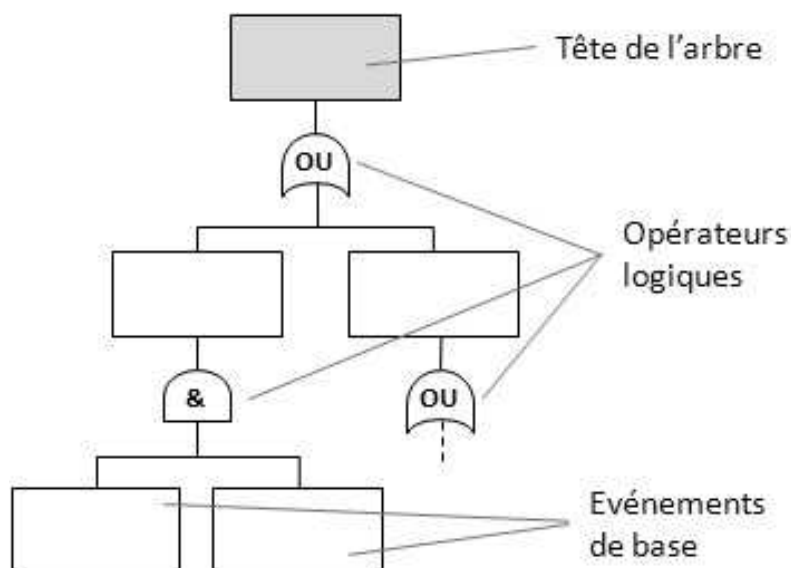 Tête de l'arbre
OU
Opérateurs
logiques
&
OU
Evénements
de base